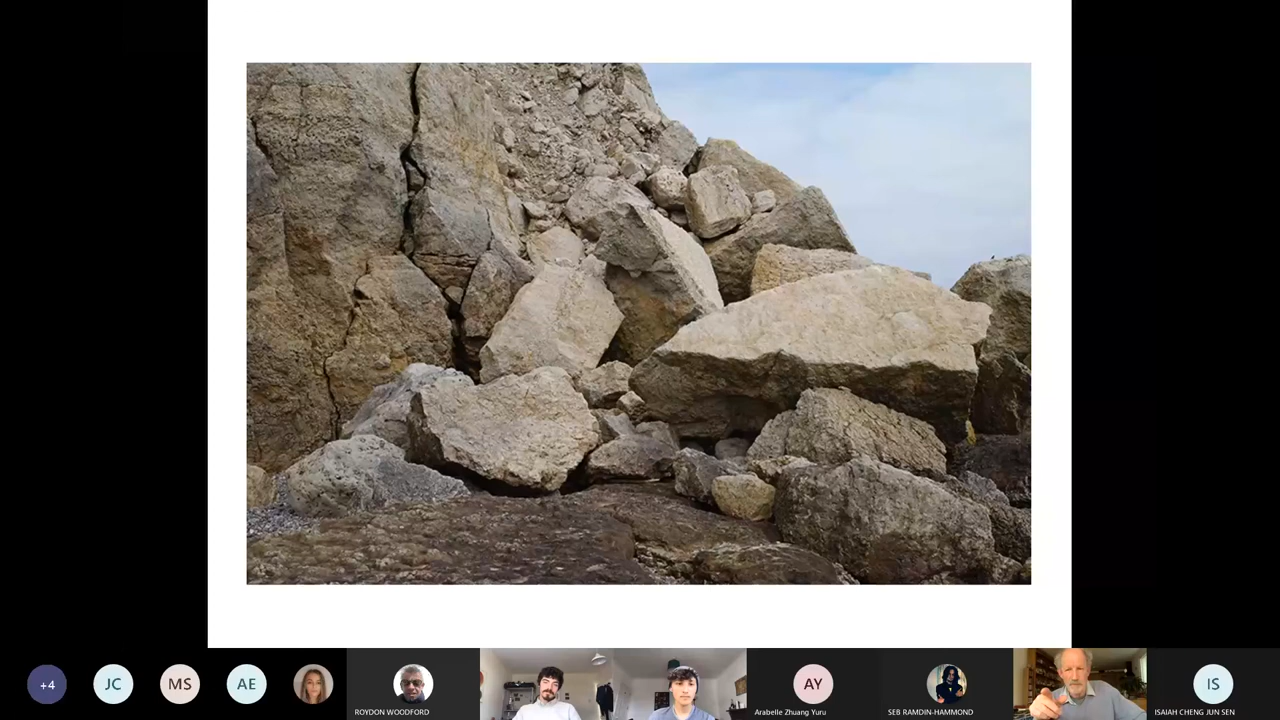 +4
JC
MS
AE
ROYDON WOODFORD
AY
Arabelle Zhuang Yuru
SEB RAMDIN-HAMMOND
IS
ISAIAH CHENG JUN SEN